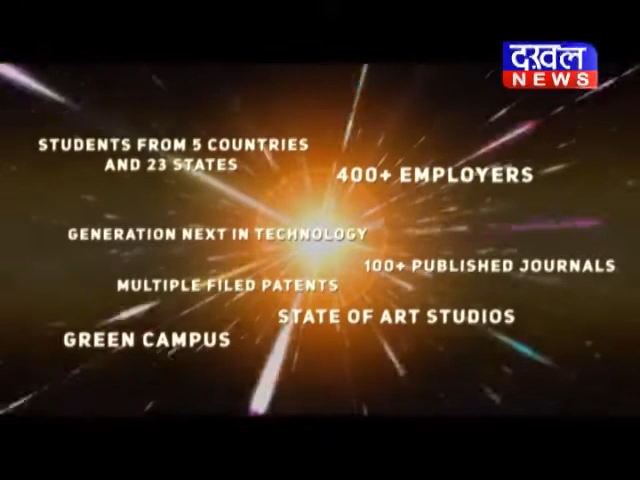 दख़ल
NEWS
STUDENTS FROM 5 COUNTRIES
AND 23 STATES
400+ EMPLOYERS
GENERATION NEXT IN TECHNOLOGY
100+ PUBLISHED JOURNALS
MULTIPLE FILED PATENTS
STATE OF ART STUDIOS
GREEN CAMPUS